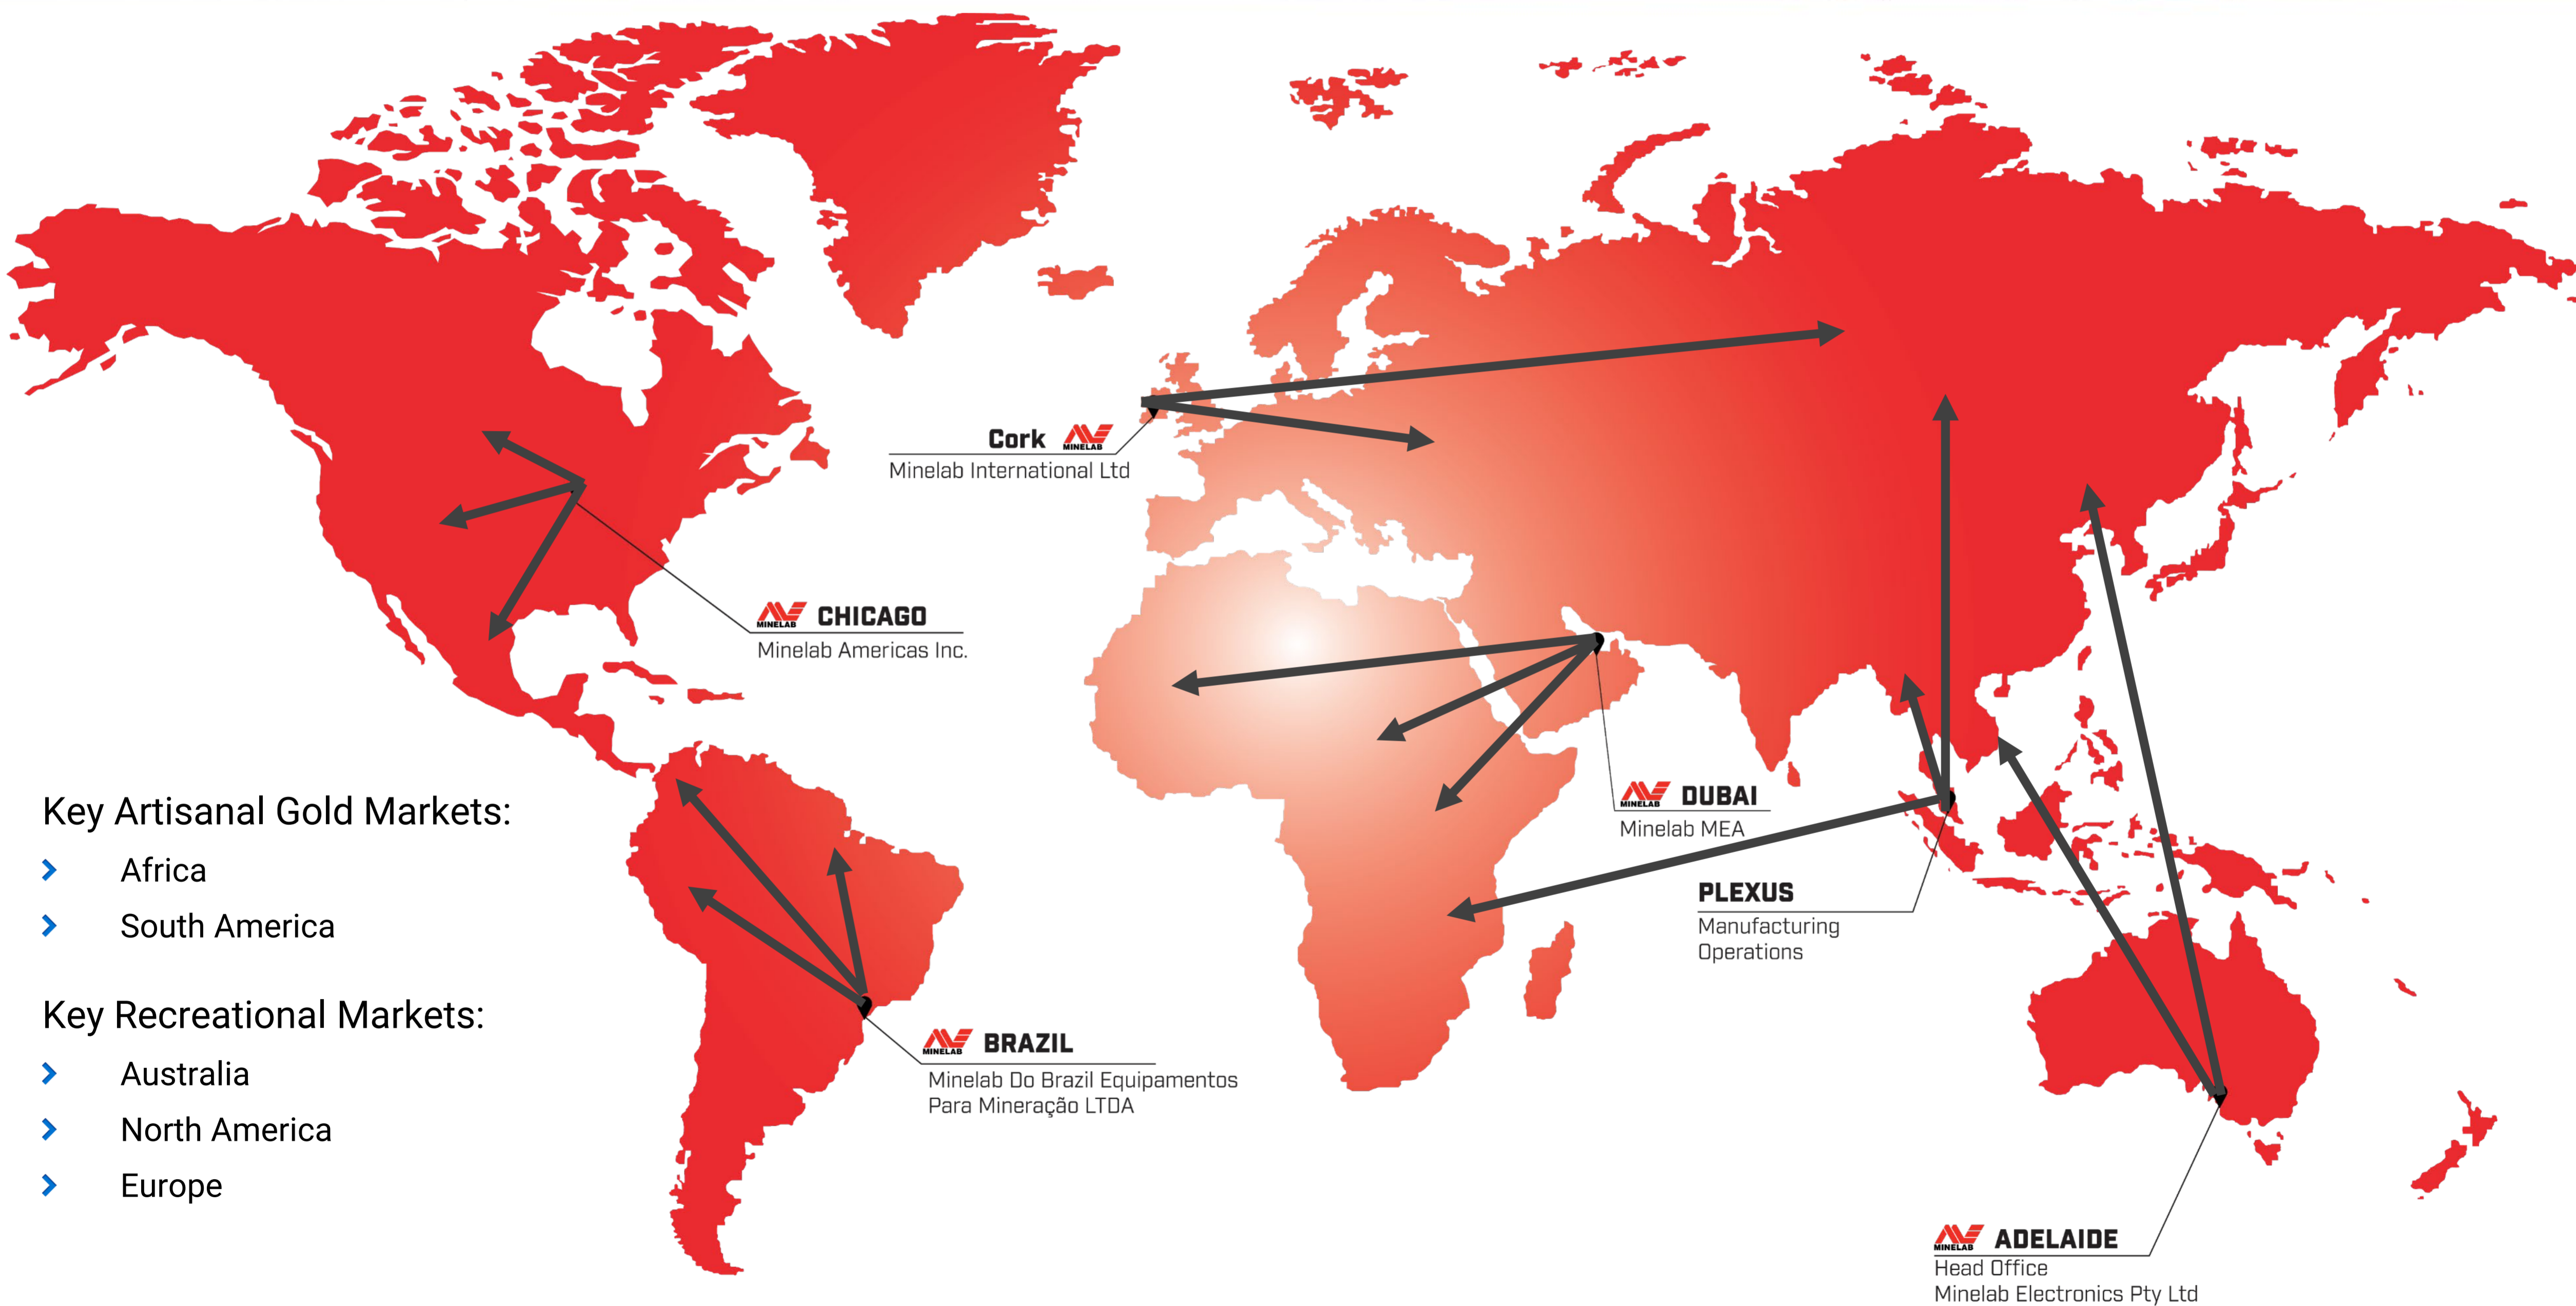 Cork MINELAB
Minelab International Ltd
MINELAB CHICAGO
Minelab Americas Inc.
MINELAB DUBAI
Minelab MEA
PLEXUS
Manufacturing
Operations
MINELAB BRAZIL
Minelab Do Brazil Equipamentos
Para Mineração LTDA
MINELAB ADELAIDE
Head Office
Minelab Electronics Pty Ltd
Key Artisanal Gold Markets:
Africa
South America
Key Recreational Markets:
Australia
North America
Europe